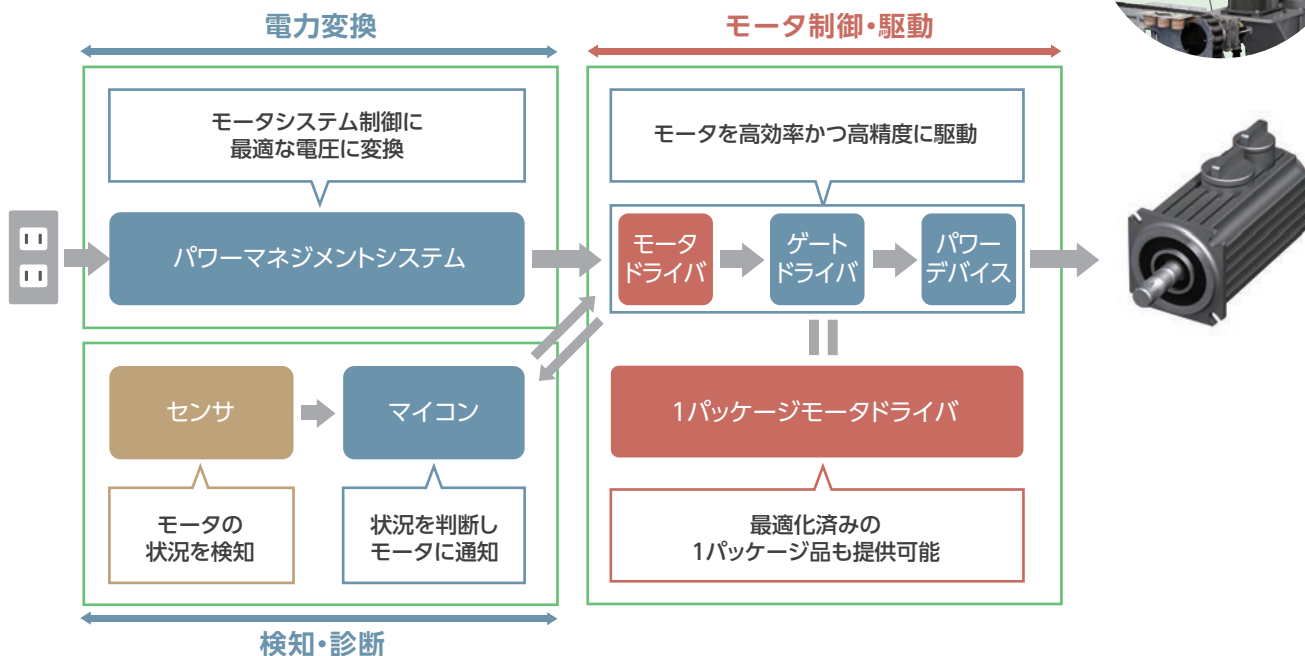 電力変換
モータ制御・駆動
モータシステム制御に
最適な電圧に変換
モータを高効率かつ高精度に駆動
パワーマネジメントシステム
モータ
ドライバ
ゲート
ドライバ
パワー
デバイス
センサ
マイコン
1パッケージモータドライバ
モータの
状況を検知
状況を判断し
モータに通知
最適化済みの
1パッケージ品も提供可能
検知・診断